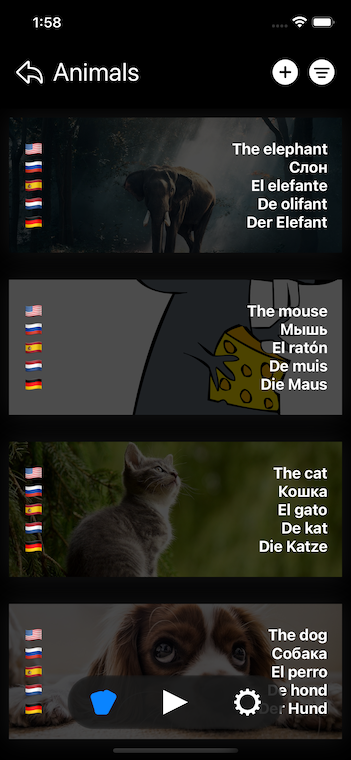 1:58
Animals
The elephant
Слон
El elefante
De olifant
Der Elefant
The mouse
Мышь
El ratón
De muis
Die Maus
The cat
Кошка
El gato
De kat
Die Katze
The dog
Собака
El perro
De hond
Der Hund